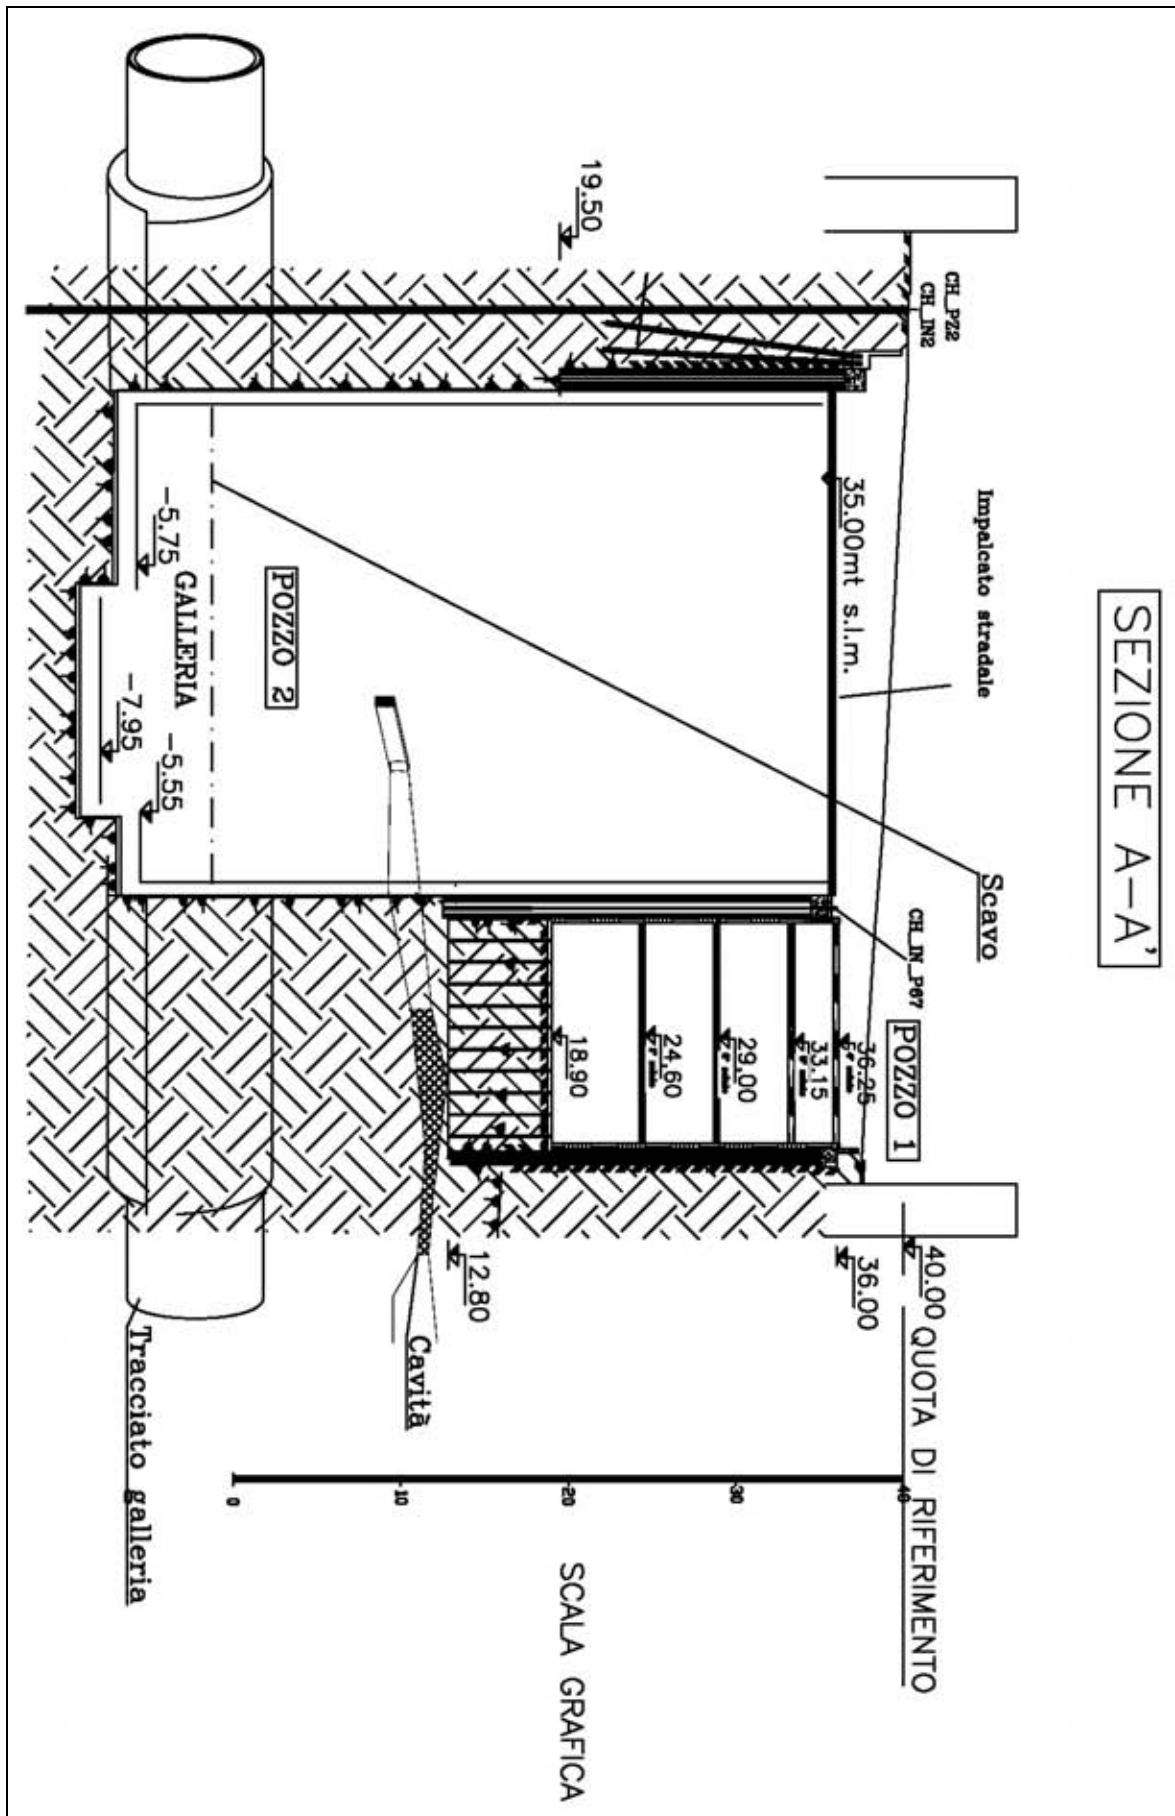 SEZIONE A-A'
Impalcato stradale
Scavo
CH_PZ2
CH_IN2
CH_IN_P67
POZZO 1
40.00 QUOTA DI RIFERIMENTO
36.25
36.00
35.00mt s.l.m.
33.15
29.00
24.60
19.50
18.90
12.80
Cavità
POZZO 2
GALLERIA
-5.75
-5.55
-7.95
Tracciato galleria
40
30
20
10
0
SCALA GRAFICA